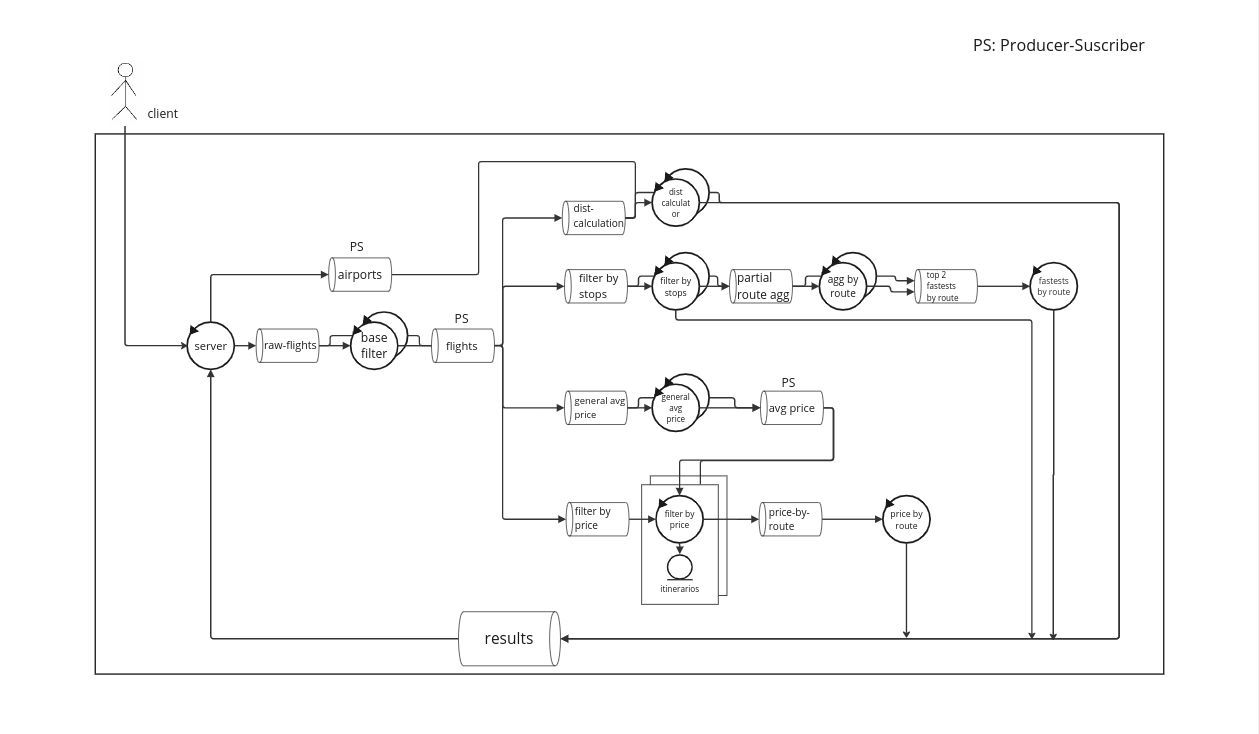 PS: Producer-Suscriber
client
dist
calculat
or
dist-
calculation
PS
airports
filter by
stops
filter by
stops
partial
route agg
agg by
route
top 2
fastests
by route
fastests
by route
server
raw-flights
base
filter
PS
flights
general avg
price
general
avg
price
PS
avg price
filter by
price
filter by
price
itinerarios
price-by-
route
price by
route
results